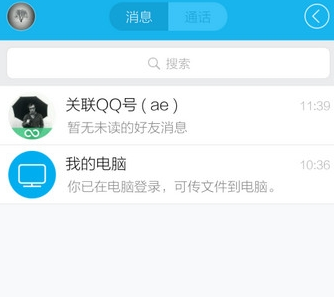 消息 通话
搜索
关联QQ号 ( ae ) 11:39
暂无未读的好友消息
我的电脑 10:36
你已在电脑登录，可传文件到电脑。